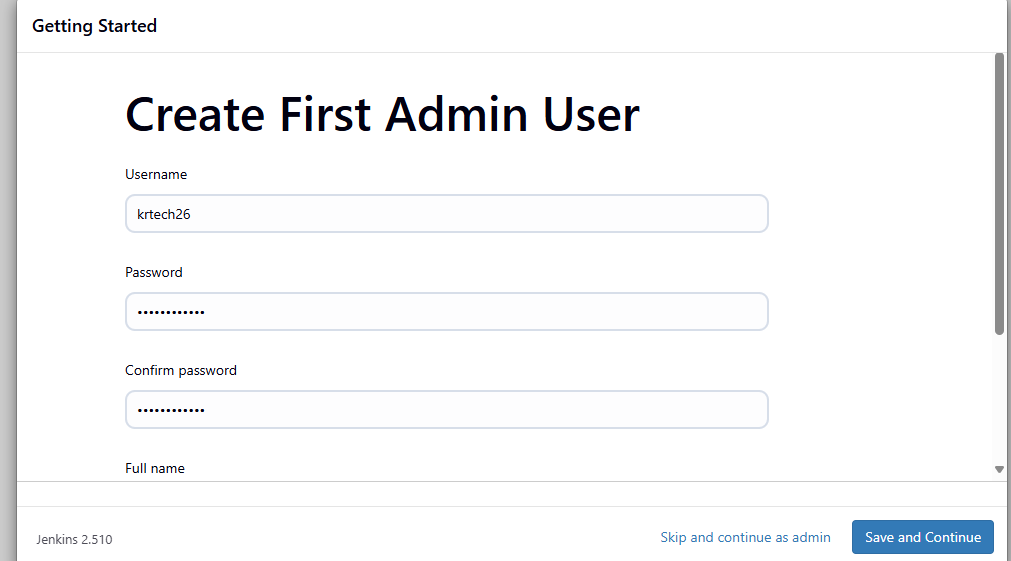 Getting Started
Create First Admin User
Username
krtech26
Password
••••••••••••
Confirm password
••••••••••••
Full name
Jenkins 2.510
Skip and continue as admin
Save and Continue